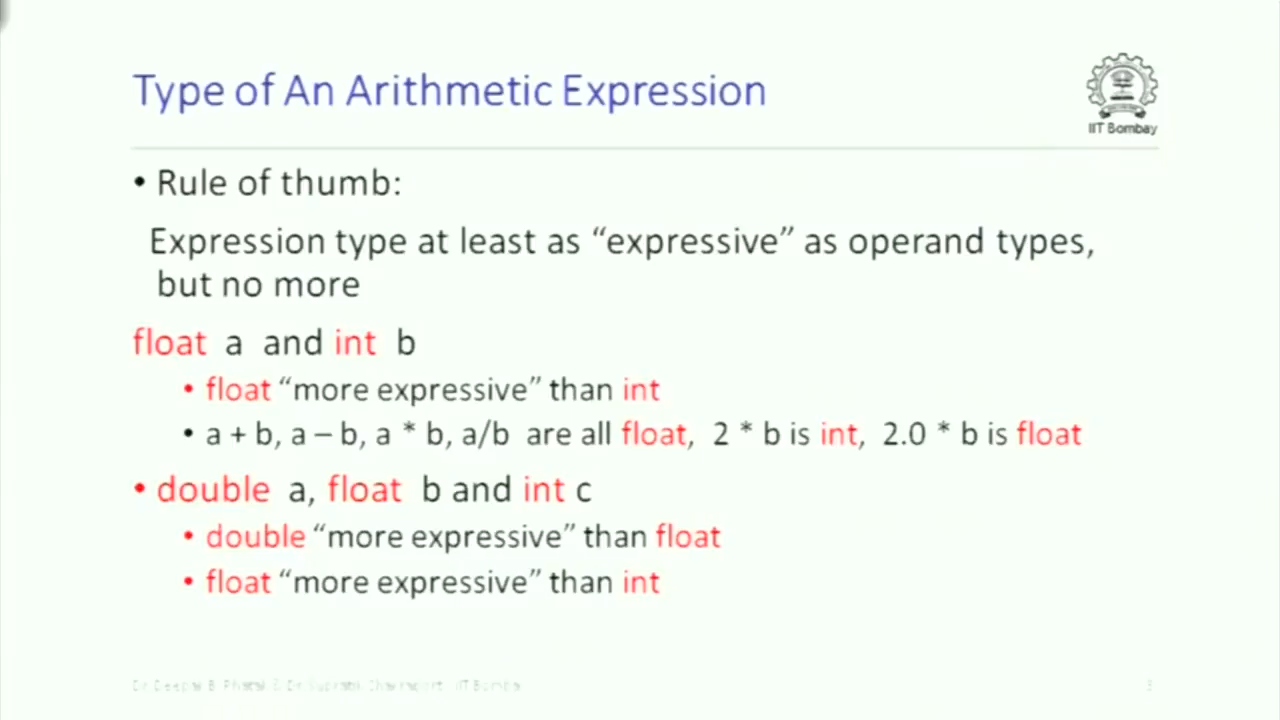 Type of An Arithmetic Expression
IIT Bombay
• Rule of thumb:
Expression type at least as “expressive” as operand types,
but no more
float a and int b
• float “more expressive” than int
• a + b, a – b, a * b, a/b are all float, 2 * b is int, 2.0 * b is float
• double a, float b and int c
• double “more expressive” than float
• float “more expressive” than int